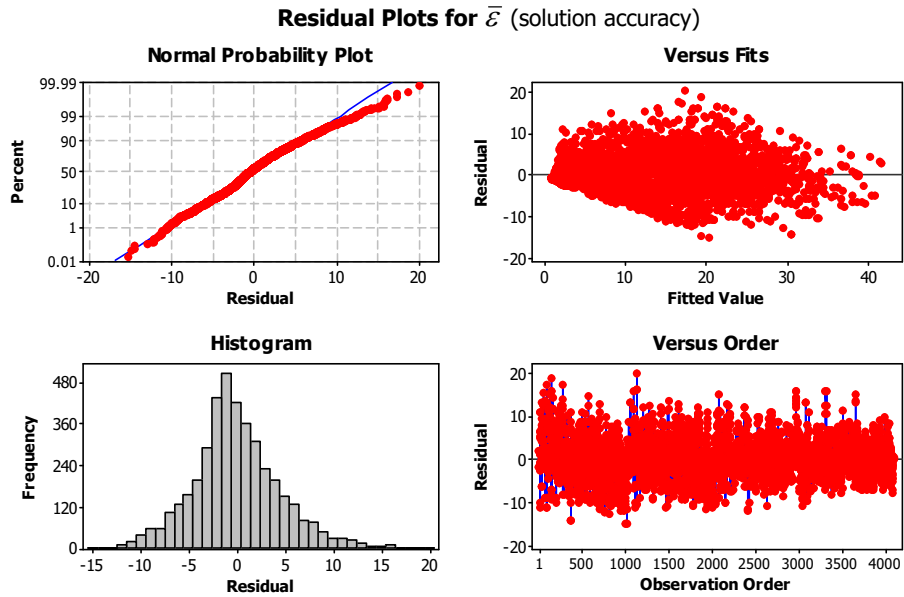 Residual Plots for ε̅ (solution accuracy)
Normal Probability Plot
99.99
99
90
50
10
1
0.01
Percent
-20 -10 0 10 20
Residual
Versus Fits
20
10
0
-10
-20
Residual
0 10 20 30 40
Fitted Value
Histogram
480
360
240
120
0
Frequency
-15 -10 -5 0 5 10 15 20
Residual
Versus Order
20
10
0
-10
-20
Residual
1 500 1000 1500 2000 2500 3000 3500 4000
Observation Order